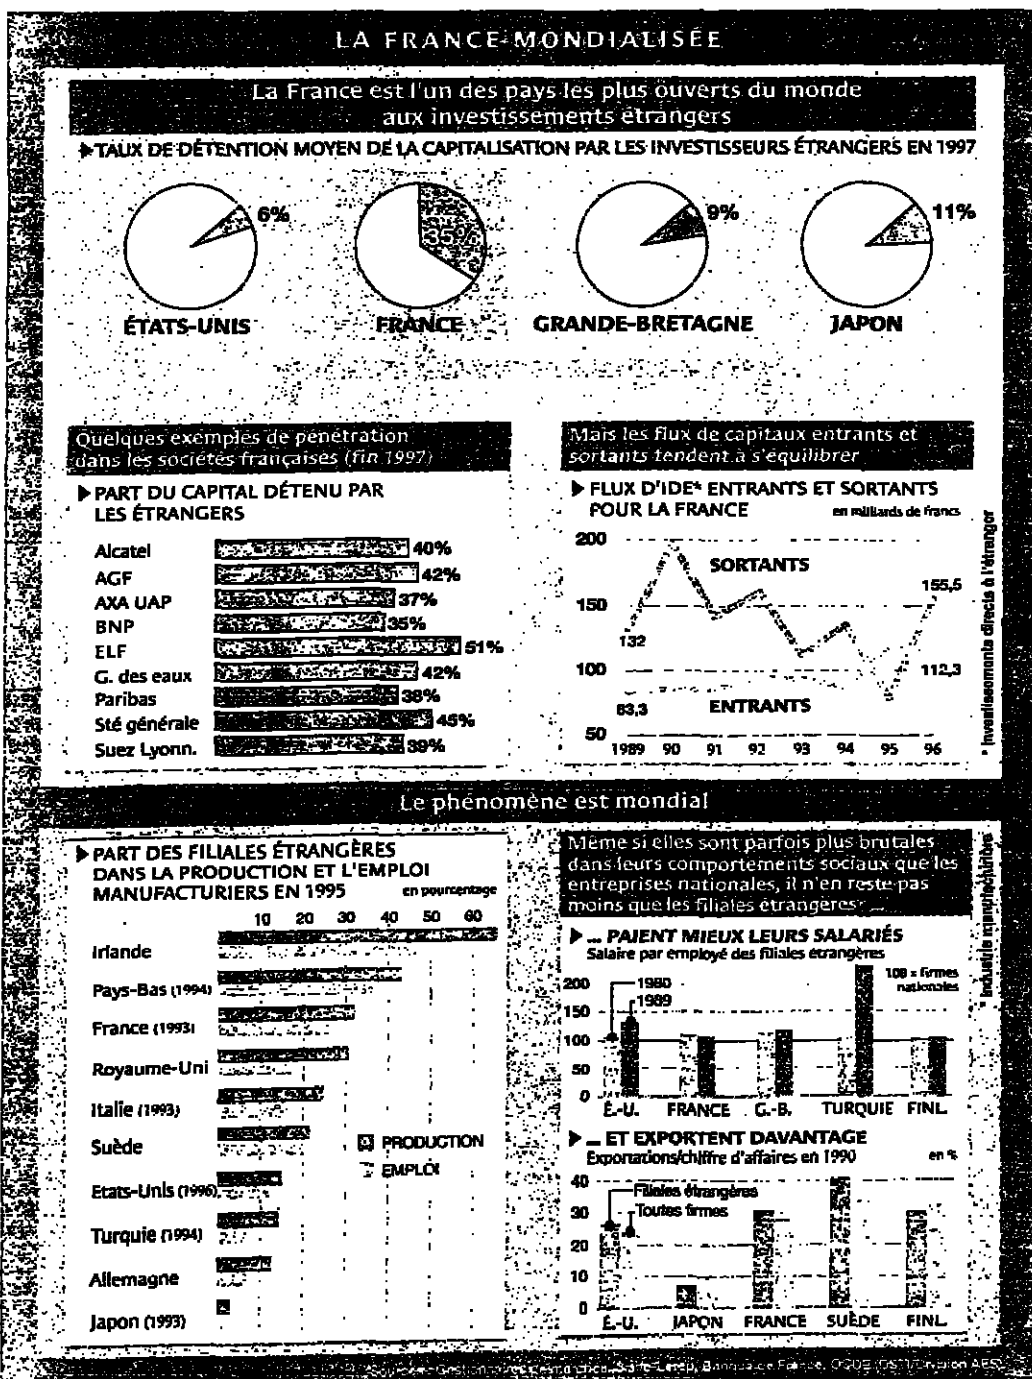 LA FRANCE MONDIALISÉE
La France est l'un des pays les plus ouverts du monde
aux investissements étrangers
TAUX DE DÉTENTION MOYEN DE LA CAPITALISATION PAR LES INVESTISSEURS ÉTRANGERS EN 1997
6%
9%
11%
ÉTATS-UNIS
FRANCE
GRANDE-BRETAGNE
JAPON
Quelques exemples de pénétration
dans les sociétés françaises (fin 1997)
PART DU CAPITAL DÉTENU PAR
LES ÉTRANGERS
Alcatel 40%
AGF 42%
AXA UAP 37%
BNP 35%
ELF 51%
G. des eaux 42%
Paribas 38%
Sté générale 45%
Suez Lyonn. 39%
Mais les flux de capitaux entrants et
sortants tendent à s'équilibrer
FLUX D'IDE* ENTRANTS ET SORTANTS
POUR LA FRANCE en milliards de francs
200
SORTANTS
155,5
150
132
100
112,3
83,3
ENTRANTS
50
1989 90 91 92 93 94 95 96
* Investissements directs à l'étranger
Le phénomène est mondial
PART DES FILIALES ÉTRANGÈRES
DANS LA PRODUCTION ET L'EMPLOI
MANUFACTURIERS EN 1995 en pourcentage
10 20 30 40 50 60
Irlande
Pays-Bas (1994)
France (1993)
Royaume-Uni
Italie (1993)
Suède
Etats-Unis (1996)
Turquie (1994)
Allemagne
Japon (1993)
PRODUCTION
EMPLOI
Même si elles sont parfois plus brutales
dans leurs comportements sociaux que les
entreprises nationales, il n'en reste pas
moins que les filiales étrangères* ...
... PAIENT MIEUX LEURS SALARIÉS
Salaire par employé des filiales étrangères
200
1980
1989
100 = firmes
nationales
150
100
50
0
É.-U. FRANCE G.-B. TURQUIE FINL.
* Industrie manufacturière
... ET EXPORTENT DAVANTAGE
Exportations/chiffre d'affaires en 1990 en %
40
Filiales étrangères
Toutes firmes
30
20
10
0
É.-U. JAPON FRANCE SUÈDE FINL.
Banque de France, OCDE